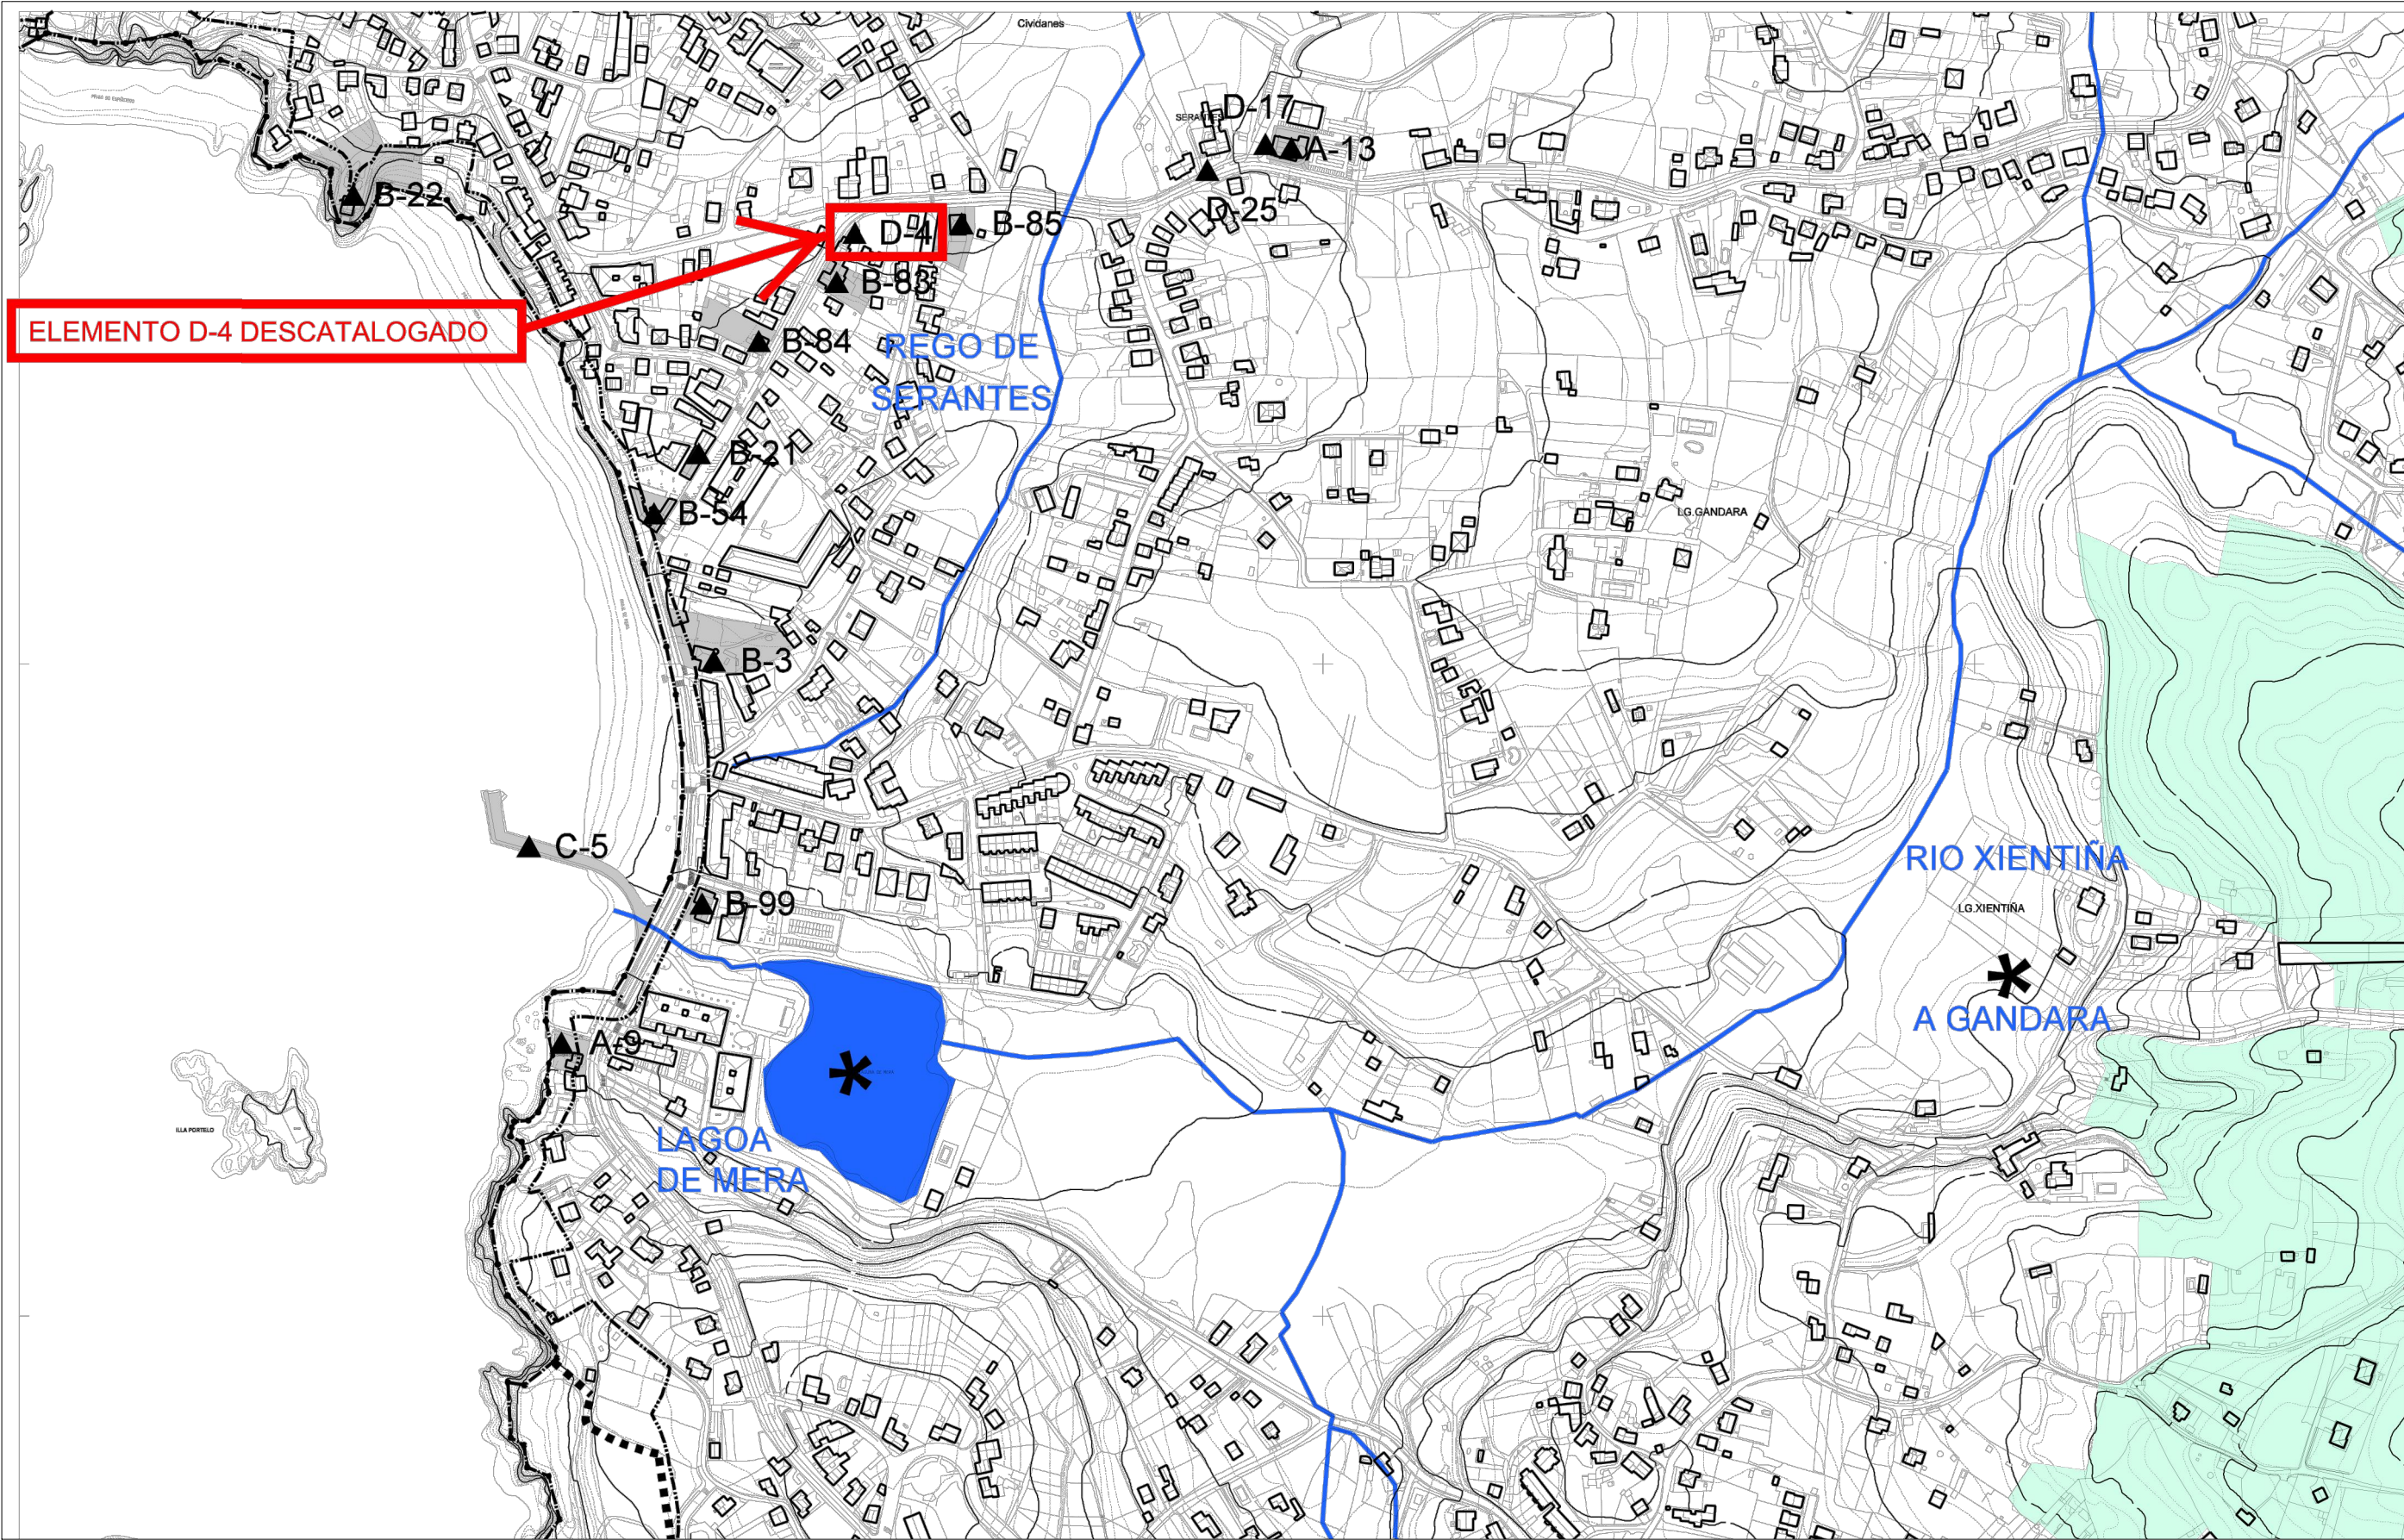 Cividanes
SERANTES
D-17
A-13
B-22
D-25
D-4
B-85
B-83
ELEMENTO D-4 DESCATALOGADO
B-84
REGO DE
SERANTES
B-21
B-54
LG.GANDARA
B-3
C-5
RIO XIENTIÑA
B-99
LG.XIENTIÑA
A GANDARA
A-9
ILLA PORTELO
LAGOA
DE MERA